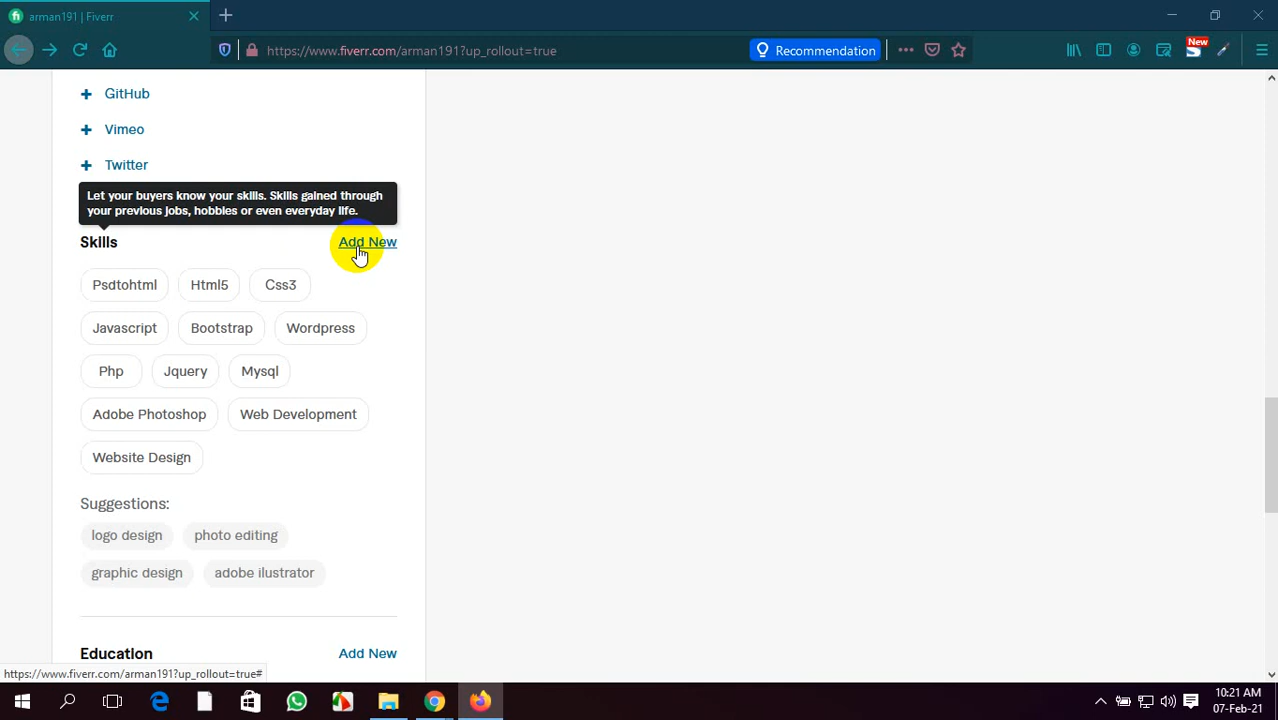 arman191 | Fiverr
https://www.fiverr.com/arman191?up_rollout=true
Recommendation
New
GitHub
Vimeo
Twitter
Let your buyers know your skills. Skills gained through
your previous jobs, hobbies or even everyday life.
Skills
Add New
Psdtohtml
Html5
Css3
Javascript
Bootstrap
Wordpress
Php
Jquery
Mysql
Adobe Photoshop
Web Development
Website Design
Suggestions:
logo design
photo editing
graphic design
adobe ilustrator
Education
Add New
https://www.fiverr.com/arman191?up_rollout=true#
10:21 AM
07-Feb-21